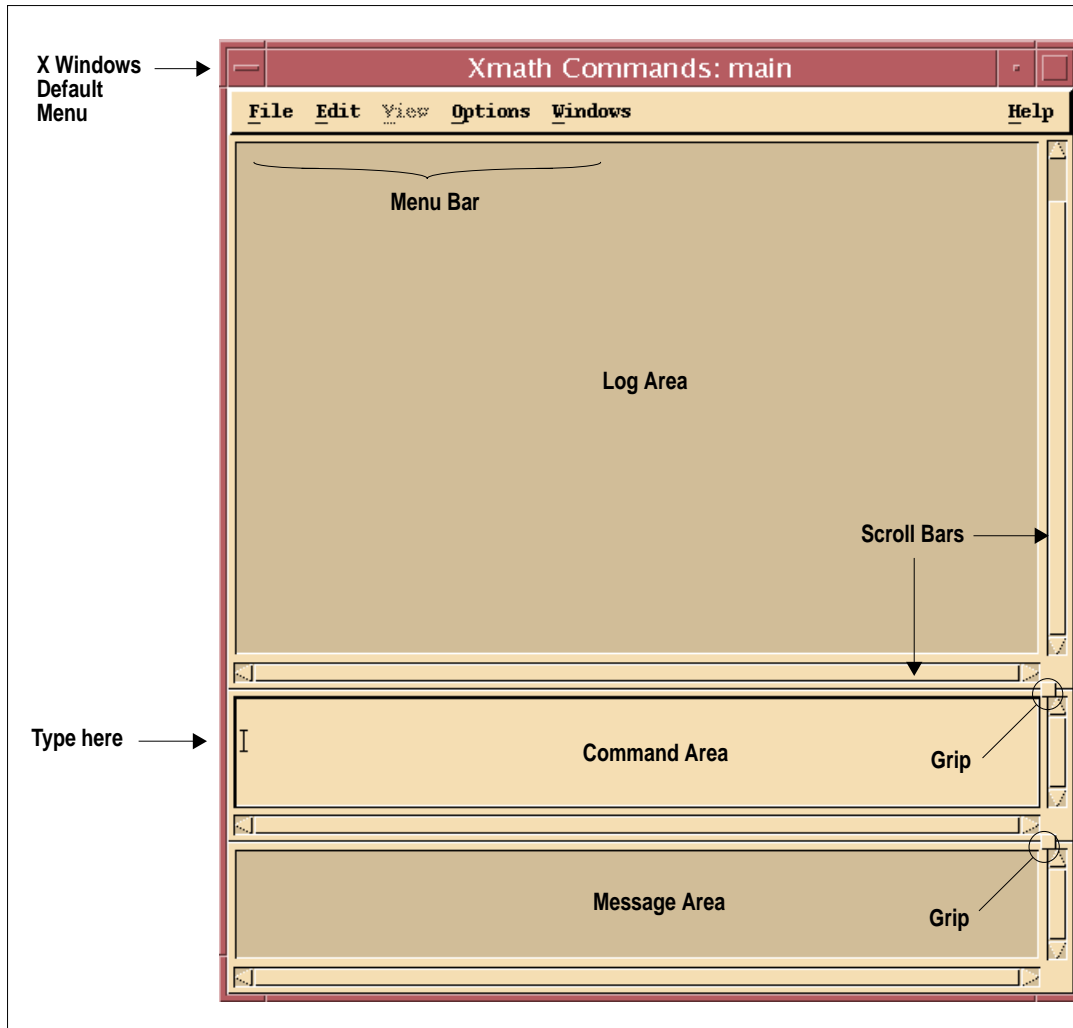 X Windows
Default
Menu
Xmath Commands: main
File Edit View Options Windows Help
Menu Bar
Log Area
Scroll Bars
Type here
Command Area
Grip
Message Area
Grip